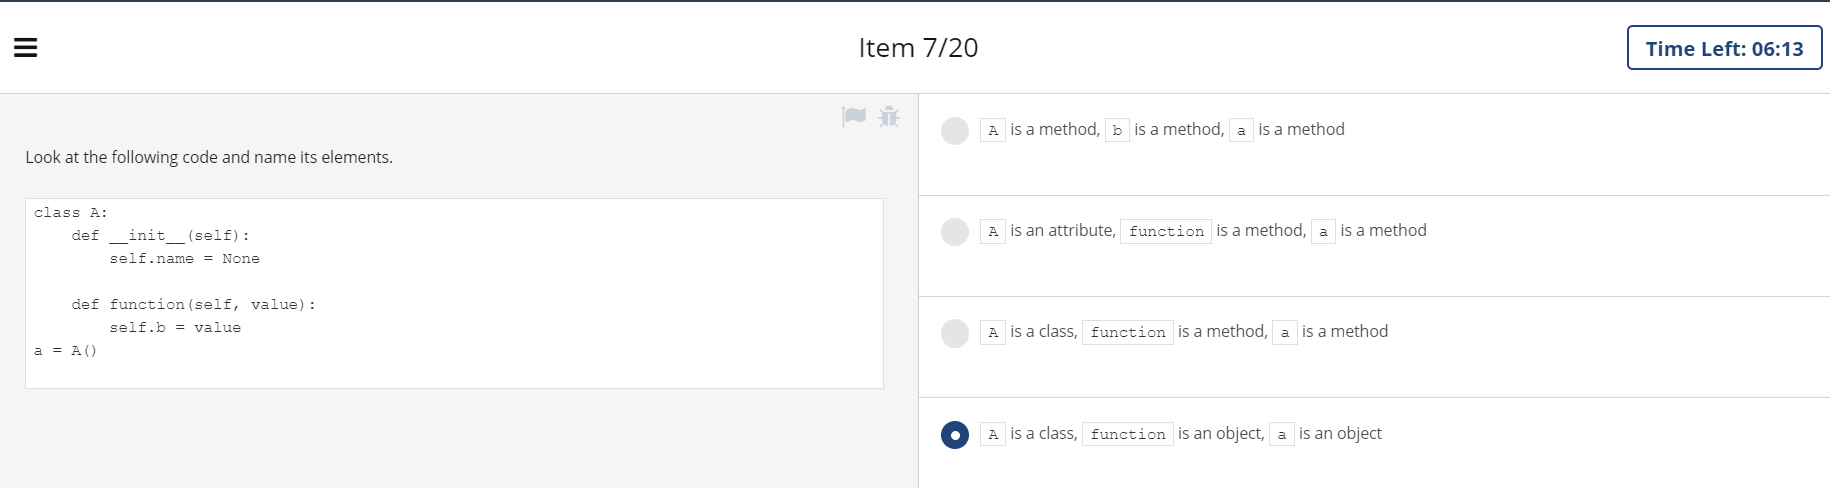 Item 7/20
Time Left: 06:13
Look at the following code and name its elements.
class A:
    def __init__(self):
        self.name = None
    def function(self, value):
        self.b = value
a = A()
A is a method, b is a method, a is a method
A is an attribute, function is a method, a is a method
A is a class, function is a method, a is a method
A is a class, function is an object, a is an object